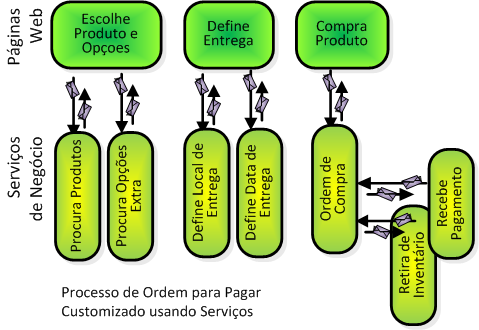 Páginas
Web
Escolhe
Produto e
Opçoes
Define
Entrega
Compra
Produto
Serviços
de Negócio
Procura Produtos
Procura Opções
Extra
Define Local de
Entrega
Define Data de
Entrega
Ordem de
Compra
Recebe
Pagamento
Retira de
Inventário
Processo de Ordem para Pagar
Customizado usando Serviços